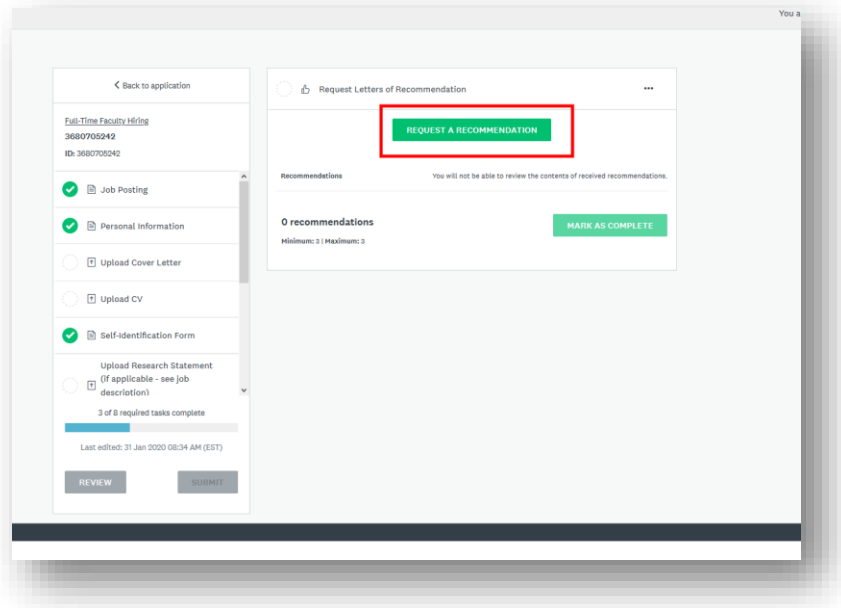 You a
Back to application
Full-Time Faculty Hiring
3680705242
ID: 3680705242
Job Posting
Personal Information
Upload Cover Letter
Upload CV
Self-Identification Form
Upload Research Statement
(if applicable - see job
description)
3 of 8 required tasks complete
Last edited: 31 Jan 2020 08:34 AM (EST)
REVIEW
SUBMIT
Request Letters of Recommendation
REQUEST A RECOMMENDATION
Recommendations
You will not be able to review the contents of received recommendations.
0 recommendations
MARK AS COMPLETE
Minimum: 3 | Maximum: 3